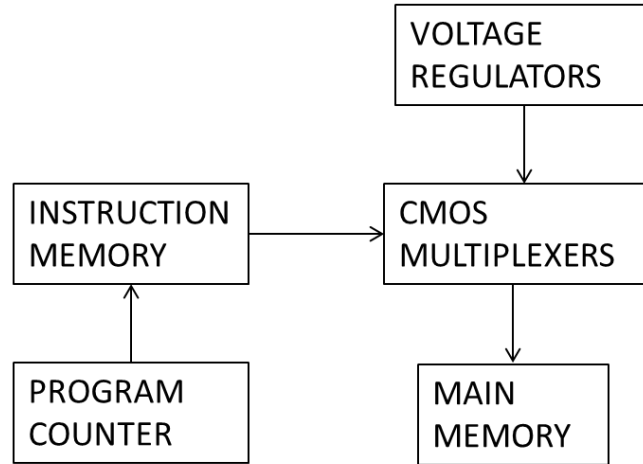 VOLTAGE
REGULATORS
INSTRUCTION
MEMORY
CMOS
MULTIPLEXERS
PROGRAM
COUNTER
MAIN
MEMORY